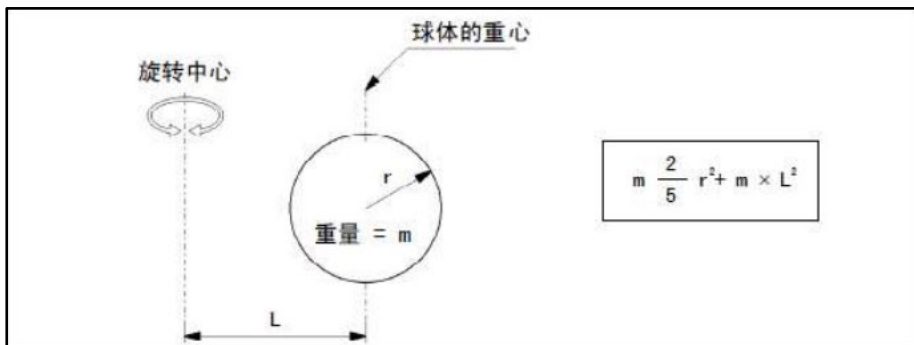 球体的重心
旋转中心
r
重量 = m
L
m 2/5 r²+ m × L²